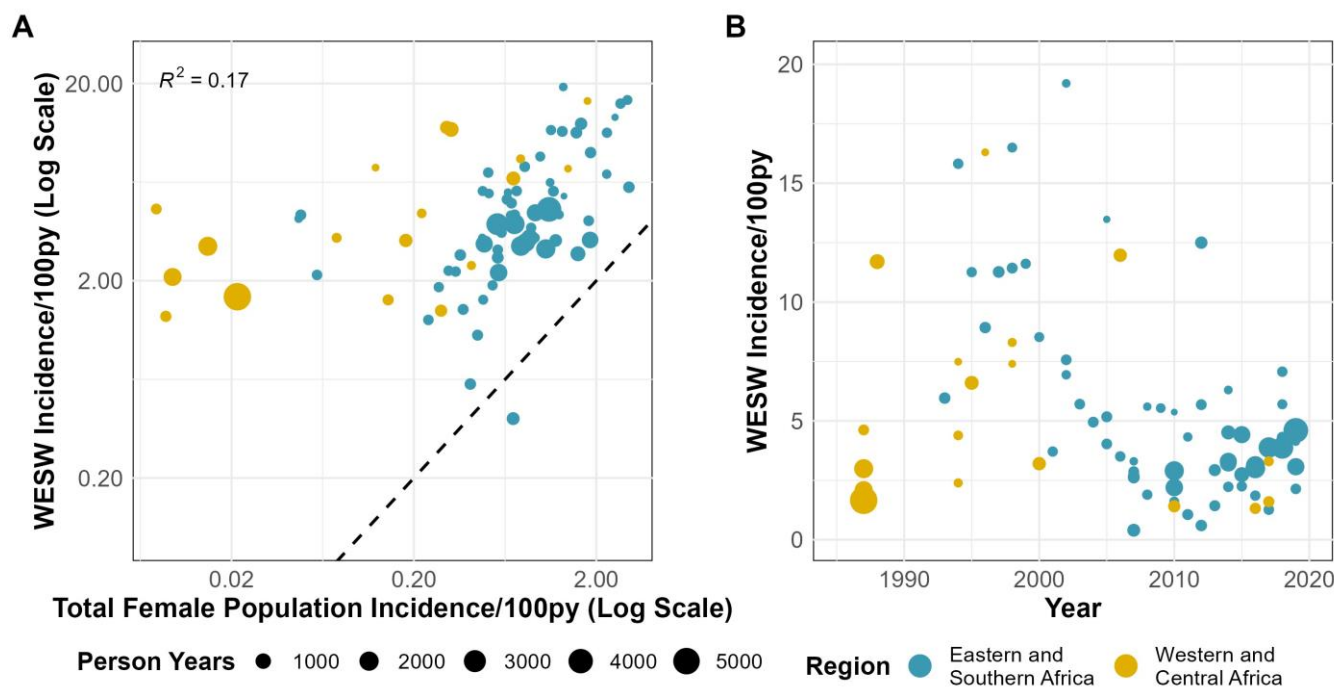 A
WESW Incidence/100py (Log Scale)
20.00
2.00
0.20
R² = 0.17
0.02
0.20
2.00
Total Female Population Incidence/100py (Log Scale)
B
WESW Incidence/100py
20
15
10
5
0
1990
2000
2010
2020
Year
Person Years
1000
2000
3000
4000
5000
Region
Eastern and
Southern Africa
Western and
Central Africa